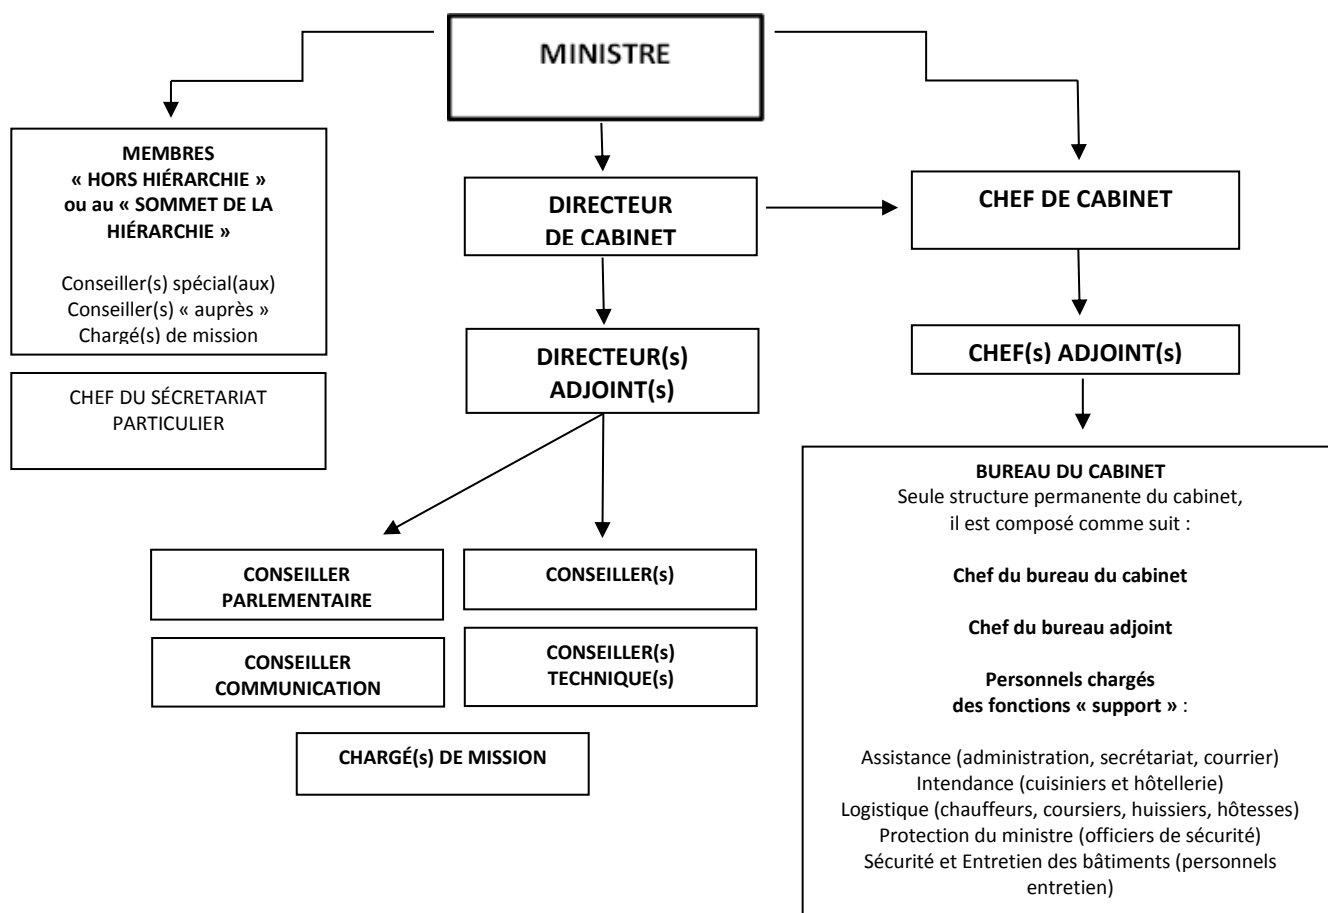 MINISTRE
MEMBRES
« HORS HIÉRARCHIE »
ou au « SOMMET DE LA
HIÉRARCHIE »
Conseiller(s) spécial(aux)
Conseiller(s) « auprès »
Chargé(s) de mission
CHEF DU SÉCRETARIAT
PARTICULIER
DIRECTEUR
DE CABINET
DIRECTEUR(s)
ADJOINT(s)
CONSEILLER
PARLEMENTAIRE
CONSEILLER(s)
CONSEILLER
COMMUNICATION
CONSEILLER(s)
TECHNIQUE(s)
CHARGÉ(s) DE MISSION
CHEF DE CABINET
CHEF(s) ADJOINT(s)
BUREAU DU CABINET
Seule structure permanente du cabinet,
il est composé comme suit :
Chef du bureau du cabinet
Chef du bureau adjoint
Personnels chargés
des fonctions « support » :
Assistance (administration, secrétariat, courrier)
Intendance (cuisiniers et hôtellerie)
Logistique (chauffeurs, coursiers, huissiers, hôtesses)
Protection du ministre (officiers de sécurité)
Sécurité et Entretien des bâtiments (personnels
entretien)